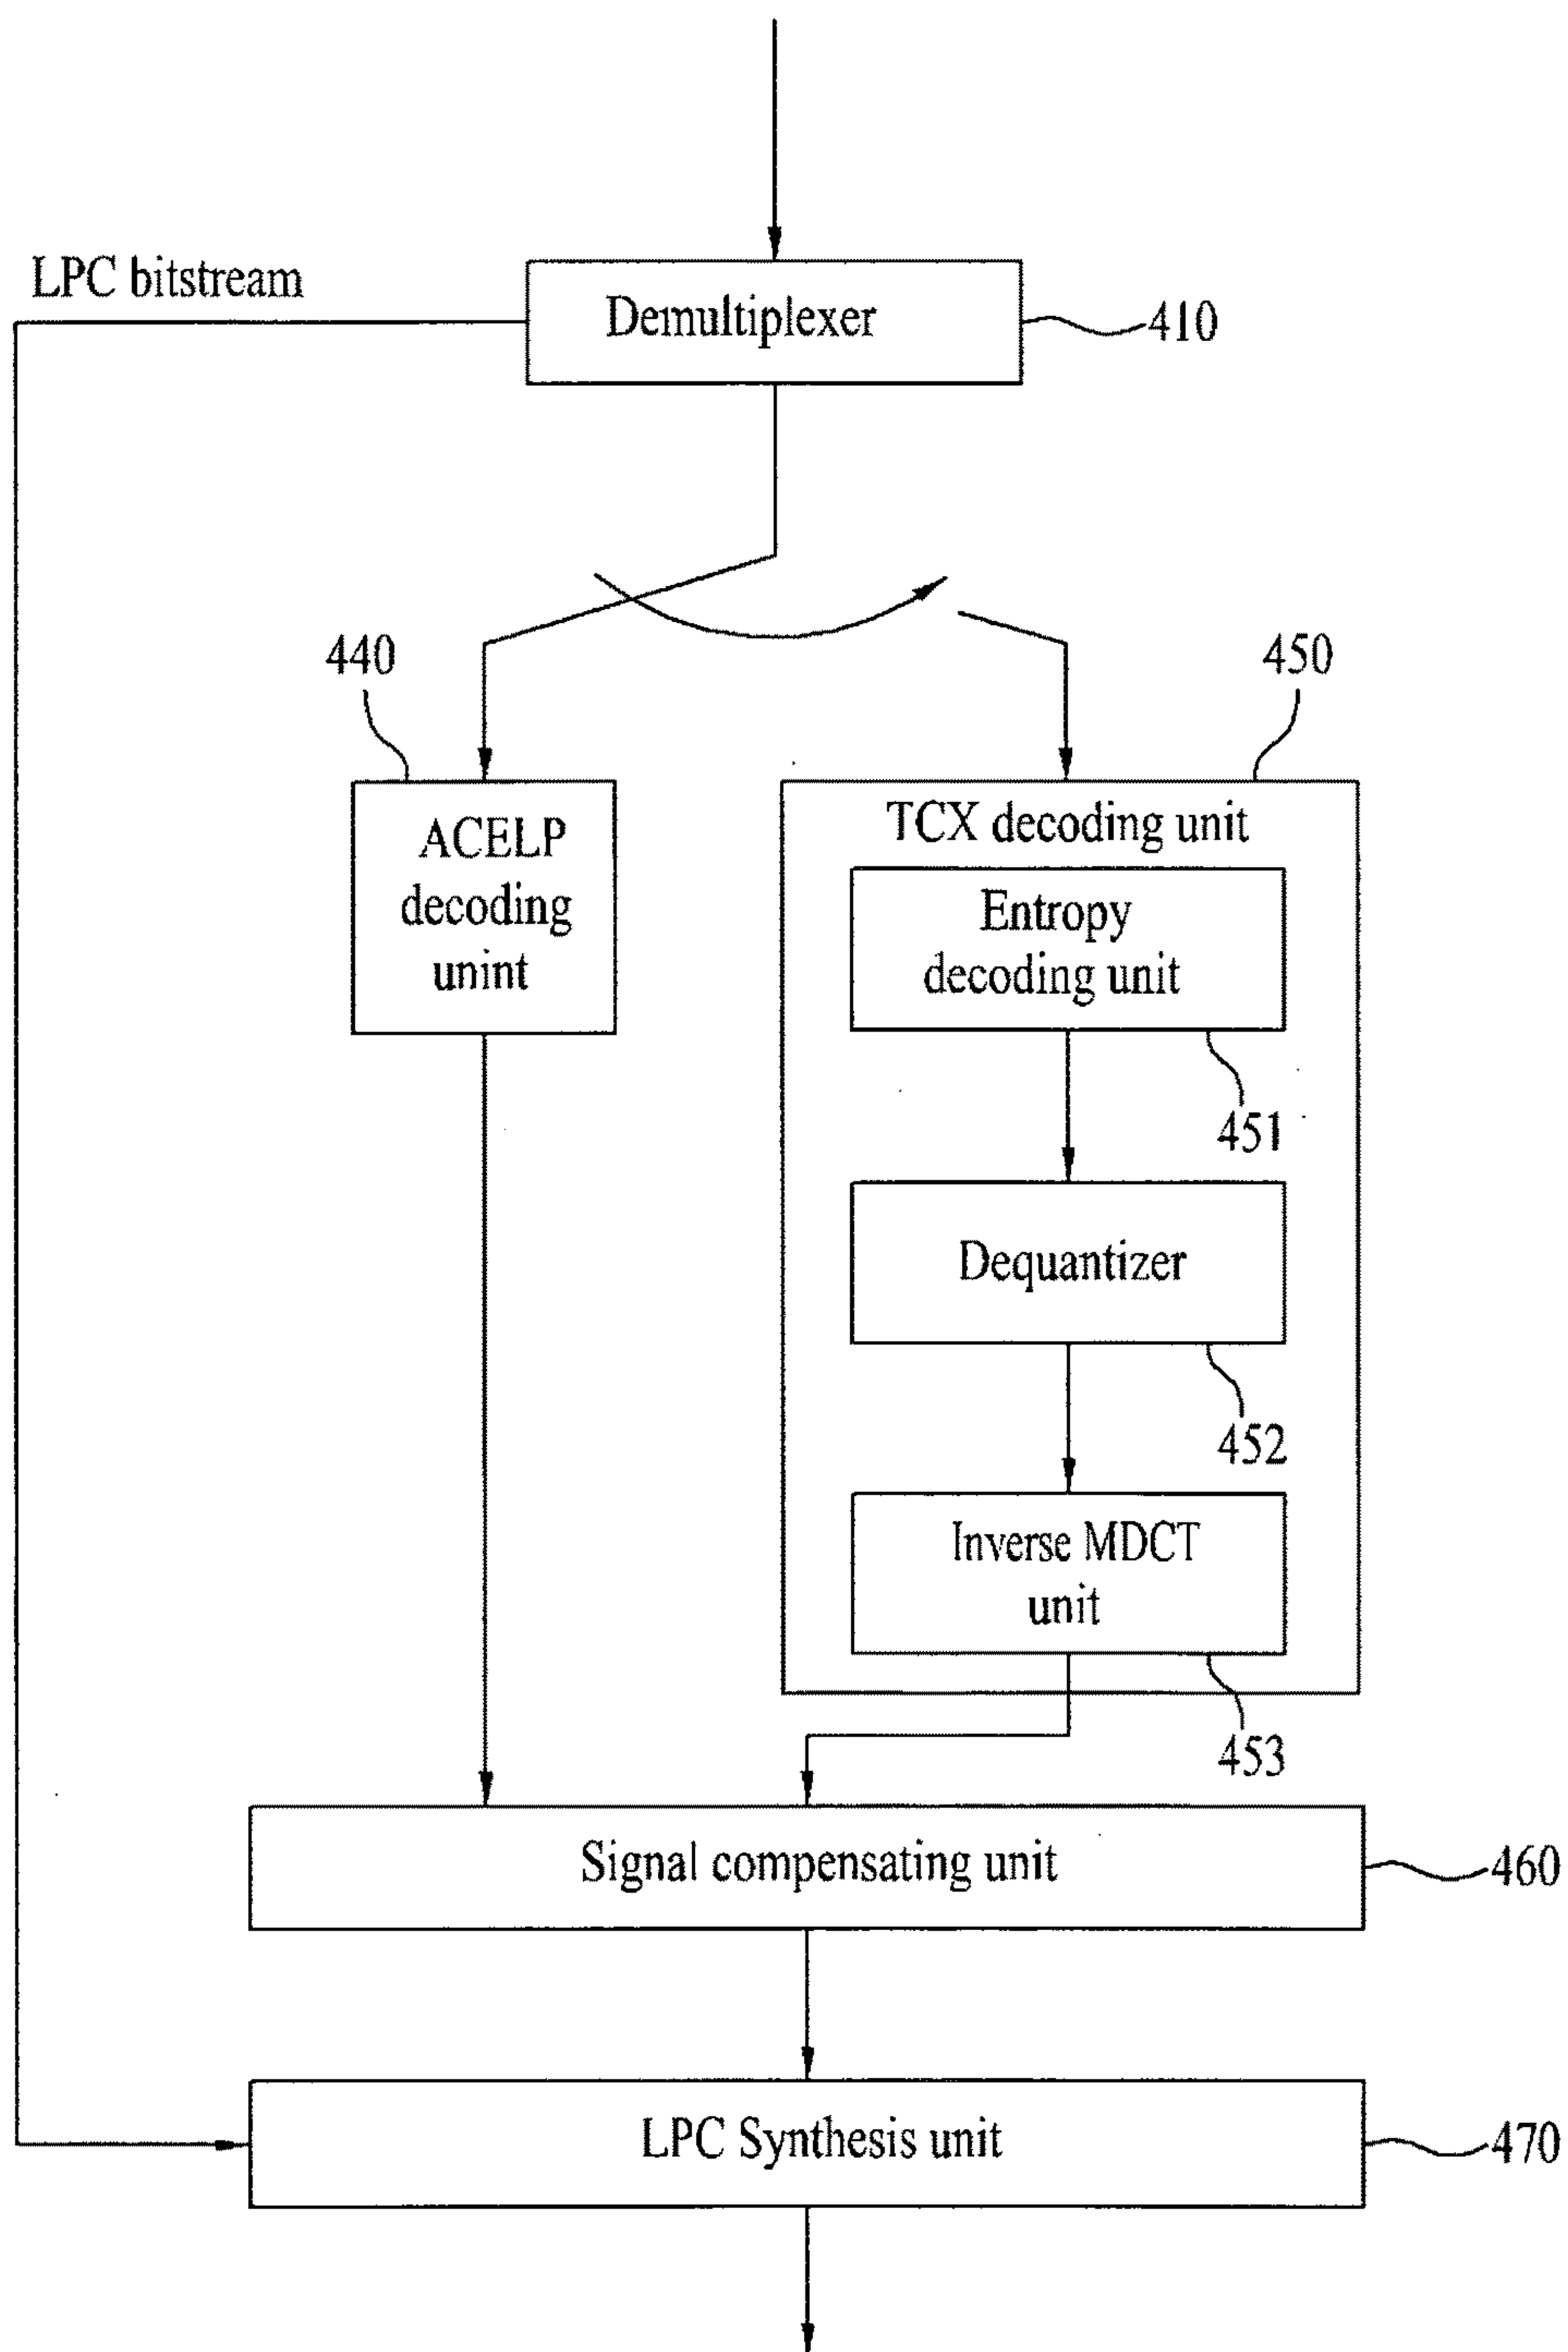 LPC bitstream
Demultiplexer
410
440
450
ACELP
decoding
unint
TCX decoding unit
Entropy
decoding unit
451
Dequantizer
452
Inverse MDCT
unit
453
Signal compensating unit
460
LPC Synthesis unit
470